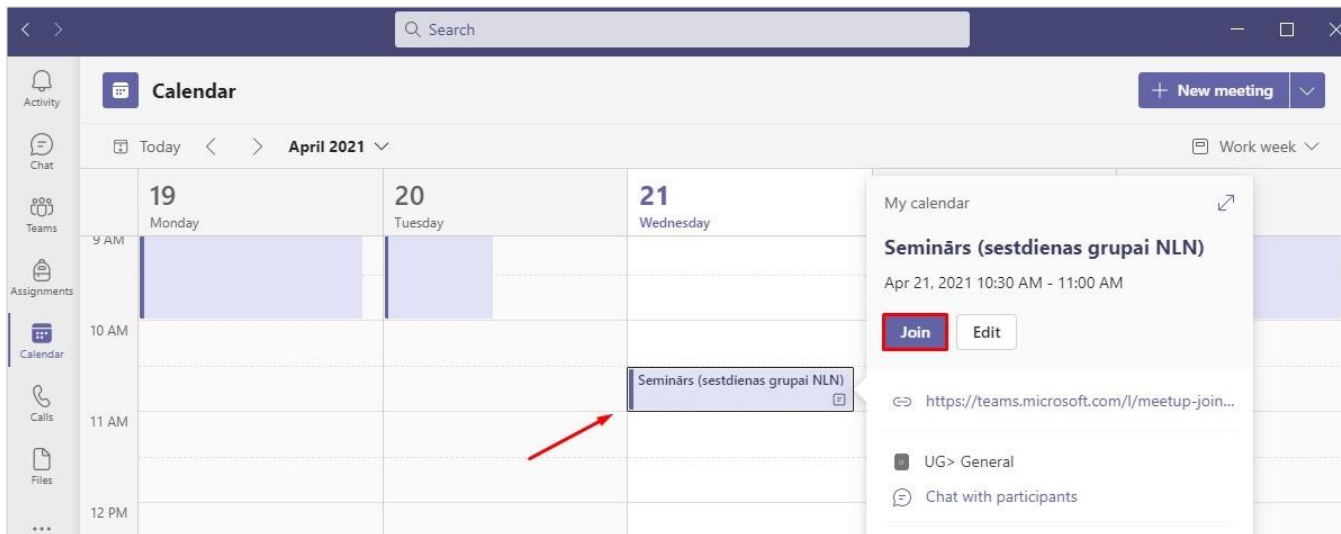 Search
Activity
Chat
Teams
Assignments
Calendar
Calls
Files
Calendar
New meeting
Today
April 2021
Work week
19
Monday
20
Tuesday
21
Wednesday
9 AM
10 AM
11 AM
12 PM
Seminārs (sestdienas grupai NLN)
My calendar
Seminārs (sestdienas grupai NLN)
Apr 21, 2021 10:30 AM - 11:00 AM
Join
Edit
https://teams.microsoft.com/l/meetup-join...
UG> General
Chat with participants